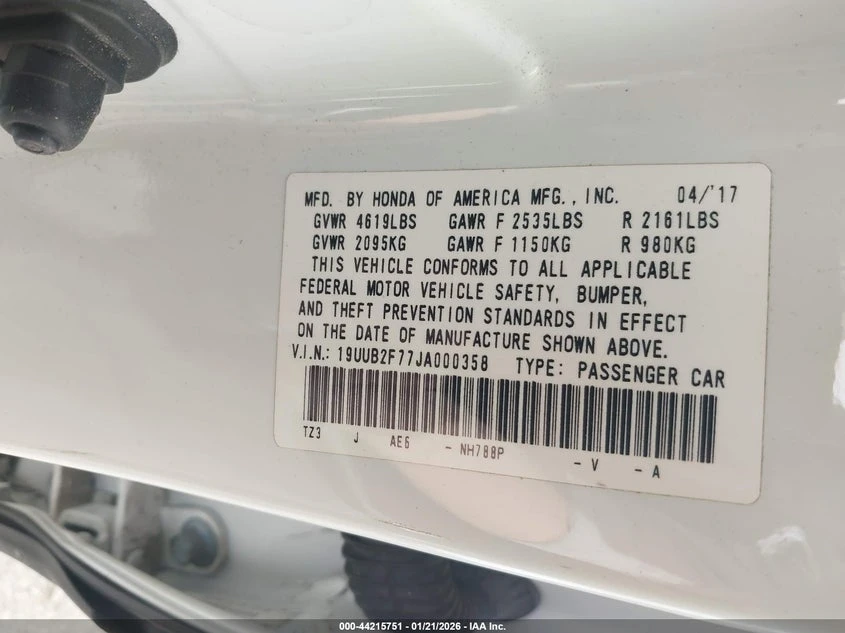 MFD. BY HONDA OF AMERICA MFG., INC. 04/'17
GVWR 4619LBS GAWR F 2535LBS R 2161LBS
GVWR 2095KG GAWR F 1150KG R 980KG
THIS VEHICLE CONFORMS TO ALL APPLICABLE
FEDERAL MOTOR VEHICLE SAFETY, BUMPER,
AND THEFT PREVENTION STANDARDS IN EFFECT
ON THE DATE OF MANUFACTURE SHOWN ABOVE.
V.I.N.: 19UUB2F77JA000358 TYPE: PASSENGER CAR
TZ3 J AE6 - NH788P - V - A
000-44215751 - 01/21/2026 - IAA Inc.